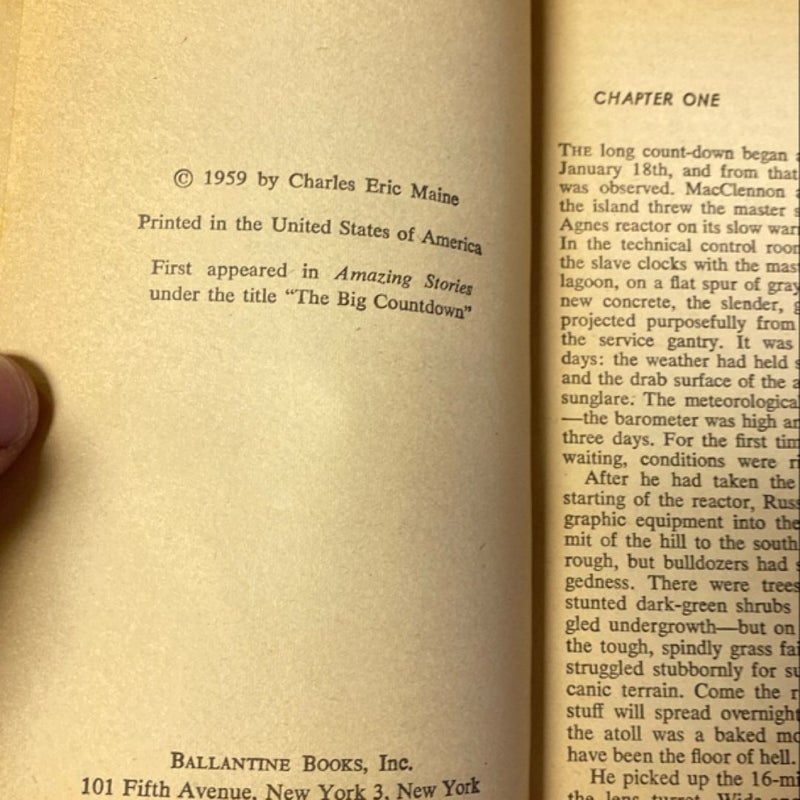 © 1959 by Charles Eric Maine
Printed in the United States of America
First appeared in Amazing Stories
under the title "The Big Countdown"
BALLANTINE BOOKS, INC.
101 Fifth Avenue, New York 3, New York
CHAPTER ONE
THE long count-down began
January 18th, and from that
was observed. MacClennon
the island threw the master
Agnes reactor on its slow
In the technical control
the slave clocks with the
lagoon, on a flat spur of
new concrete, the slender,
projected purposefully from
the service gantry. It was
days: the weather had held
and the drab surface of the
sunglare. The meteorological
—the barometer was high
three days. For the first
waiting, conditions were
After he had taken the
starting of the reactor,
graphic equipment into the
mit of the hill to the south
rough, but bulldozers had
gedness. There were trees
stunted dark-green shrubs
gled undergrowth—but on
the tough, spindly grass
struggled stubbornly for
canic terrain. Come the
stuff will spread overnight
the atoll was a baked
have been the floor of hell.
He picked up the
the lens turret.